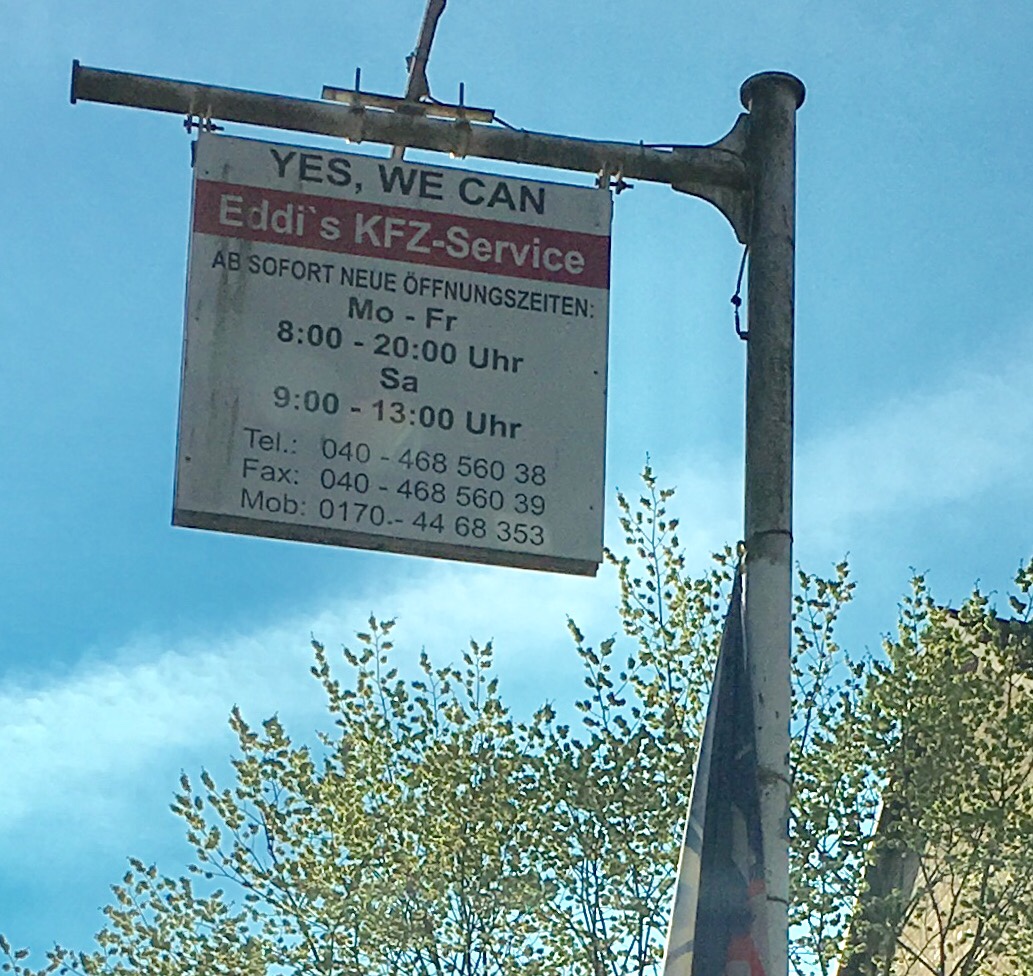 YES, WE CAN
Eddi`s KFZ-Service
AB SOFORT NEUE ÖFFNUNGSZEITEN:
Mo - Fr
8:00 - 20:00 Uhr
Sa
9:00 - 13:00 Uhr
Tel.: 040 - 468 560 38
Fax: 040 - 468 560 39
Mob: 0170.- 44 68 353